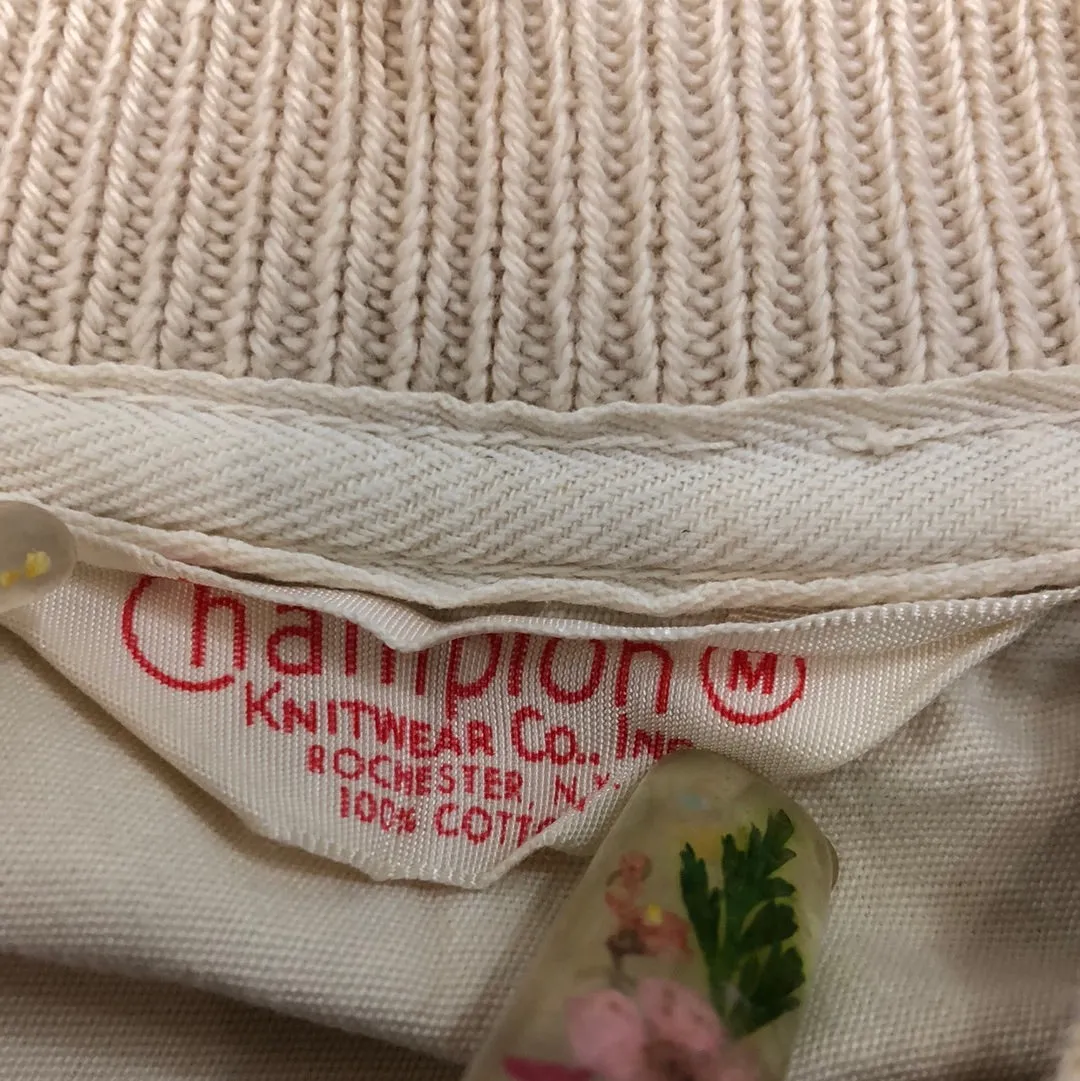 Champion M
KNITWEAR Co., INC
ROCHESTER, N.Y.
100% COTTON